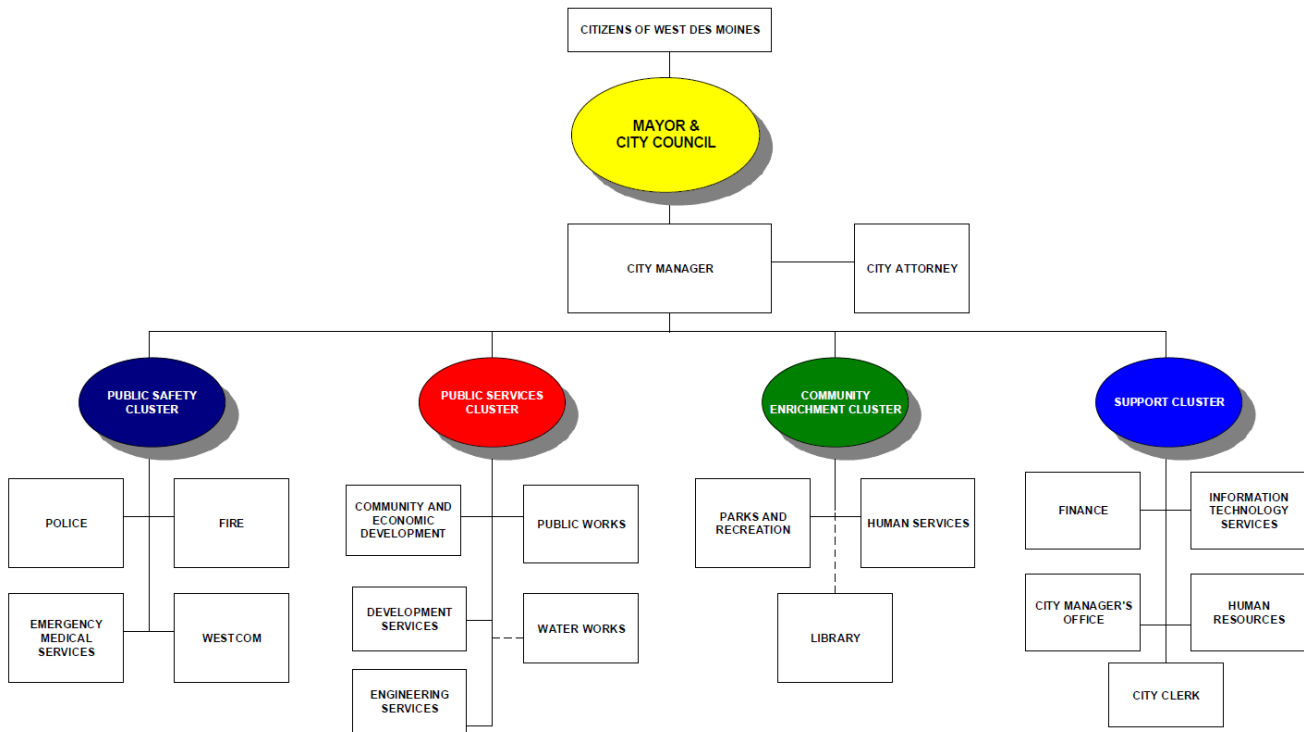 CITIZENS OF WEST DES MOINES
MAYOR &
CITY COUNCIL
CITY MANAGER
CITY ATTORNEY
PUBLIC SAFETY
CLUSTER
PUBLIC SERVICES
CLUSTER
COMMUNITY
ENRICHMENT CLUSTER
SUPPORT CLUSTER
POLICE
FIRE
EMERGENCY
MEDICAL
SERVICES
WESTCOM
COMMUNITY AND
ECONOMIC
DEVELOPMENT
PUBLIC WORKS
DEVELOPMENT
SERVICES
WATER WORKS
ENGINEERING
SERVICES
PARKS AND
RECREATION
HUMAN SERVICES
LIBRARY
FINANCE
INFORMATION
TECHNOLOGY
SERVICES
CITY MANAGER'S
OFFICE
HUMAN
RESOURCES
CITY CLERK